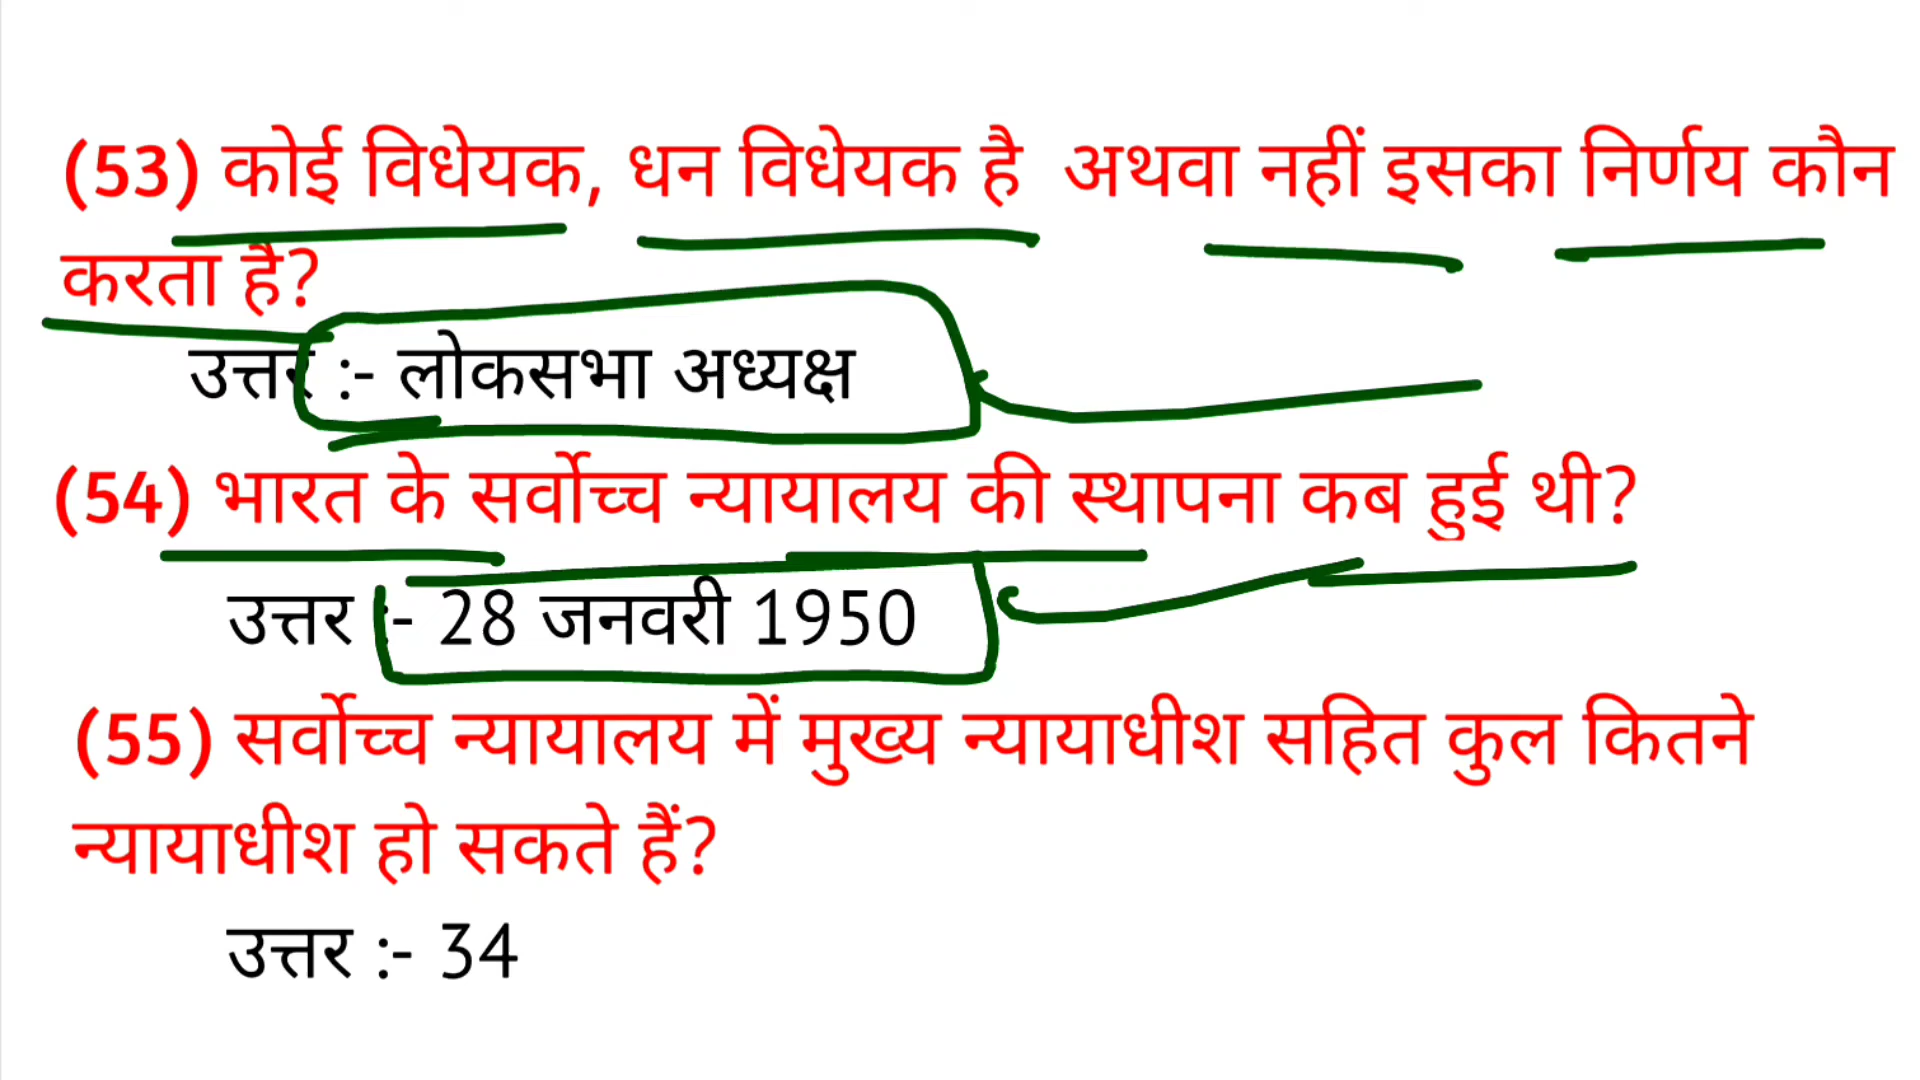 (53) कोई विधेयक, धन विधेयक है अथवा नहीं इसका निर्णय कौन
करता है?
उत्तर :- लोकसभा अध्यक्ष
(54) भारत के सर्वोच्च न्यायालय की स्थापना कब हुई थी?
उत्तर :- 28 जनवरी 1950
(55) सर्वोच्च न्यायालय में मुख्य न्यायाधीश सहित कुल कितने
न्यायाधीश हो सकते हैं?
उत्तर :- 34